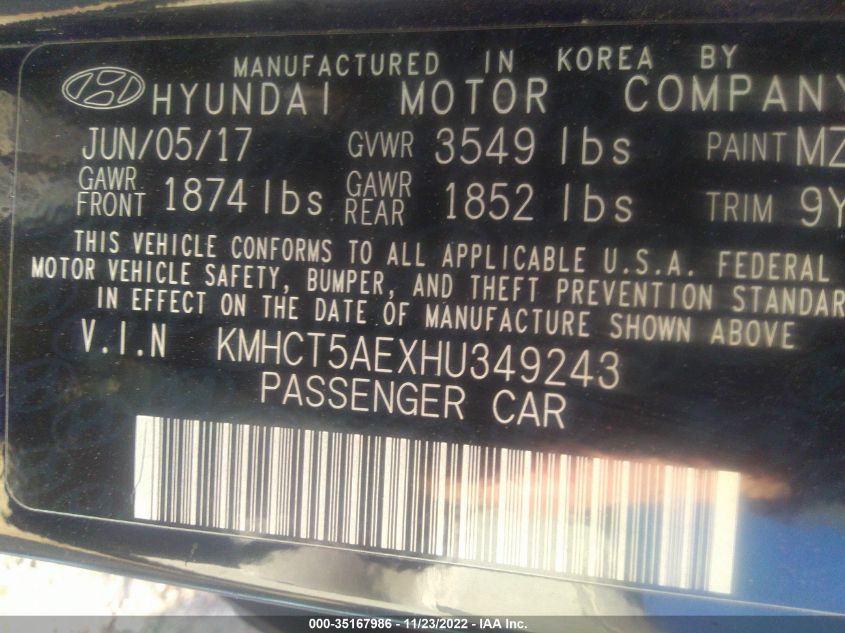 MANUFACTURED IN KOREA BY
HYUNDAI MOTOR COMPANY
JUN/05/17 GVWR 3549 lbs PAINT MZ
GAWR FRONT 1874 lbs GAWR REAR 1852 lbs TRIM 9Y
THIS VEHICLE CONFORMS TO ALL APPLICABLE U.S.A. FEDERAL
MOTOR VEHICLE SAFETY, BUMPER, AND THEFT PREVENTION STANDAR
IN EFFECT ON THE DATE OF MANUFACTURE SHOWN ABOVE
V.I.N KMHCT5AEXHU349243
PASSENGER CAR
000-35167986 - 11/23/2022 - IAA Inc.